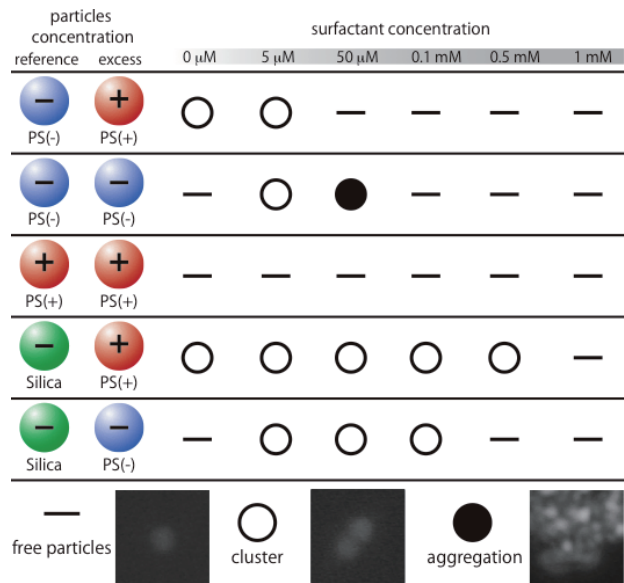 particles
concentration
surfactant concentration
reference excess 0 µM 5 µM 50 µM 0.1 mM 0.5 mM 1 mM
− +
PS(-) PS(+)
− −
PS(-) PS(-)
+ +
PS(+) PS(+)
− +
Silica PS(+)
− −
Silica PS(-)
free particles cluster aggregation